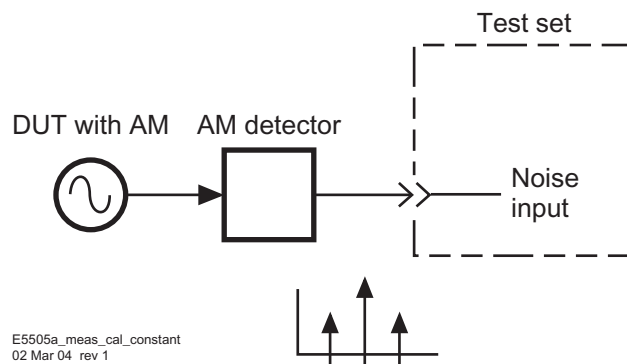 Test set
DUT with AM
AM detector
Noise
input
E5505a_meas_cal_constant
02 Mar 04 rev 1